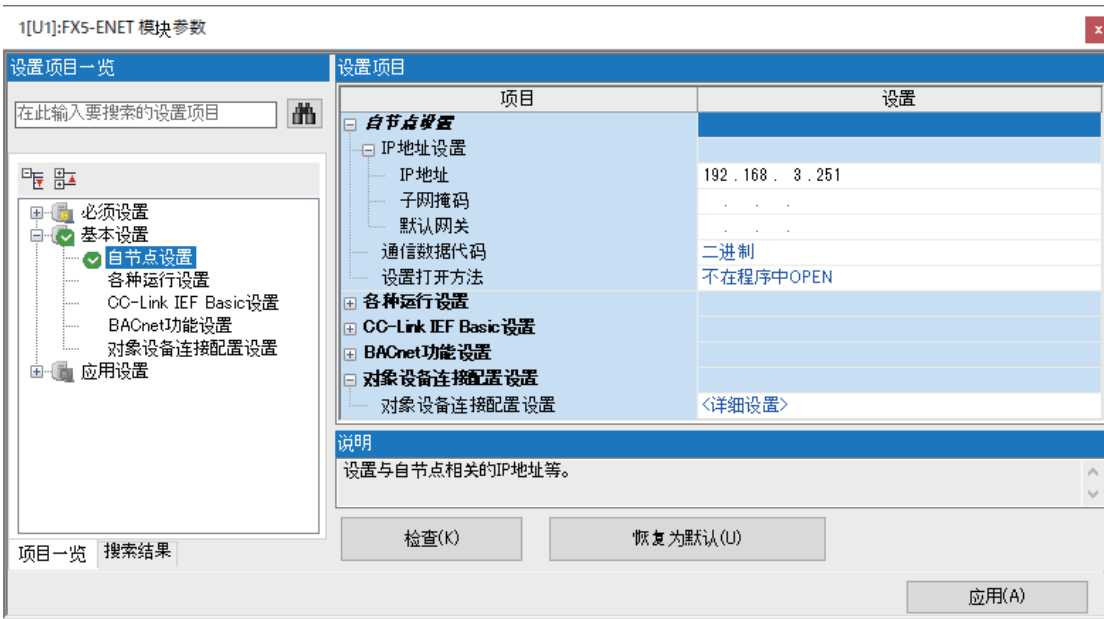 1[U1]:FX5-ENET 模块参数
x
设置项目一览
在此输入要搜索的设置项目
必须设置
基本设置
自节点设置
各种运行设置
CC-Link IEF Basic设置
BACnet功能设置
对象设备连接配置设置
应用设置
项目一览 搜索结果
设置项目
项目 设置
自节点设置
IP地址设置
IP地址 192 . 168 . 3 . 251
子网掩码 . . .
默认网关 . . .
通信数据代码 二进制
设置打开方法 不在程序中OPEN
各种运行设置
CC-Link IEF Basic设置
BACnet功能设置
对象设备连接配置设置
对象设备连接配置设置 <详细设置>
说明
设置与自节点相关的IP地址等。
检查(K) 恢复为默认(U)
应用(A)